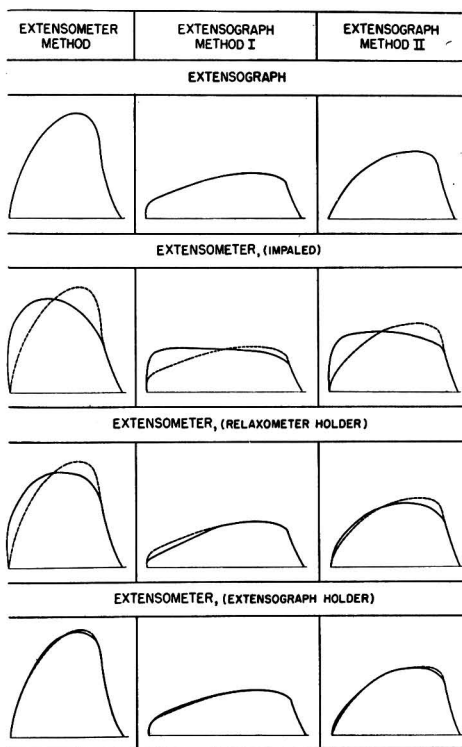 EXTENSOMETER
METHOD
EXTENSOGRAPH
METHOD I
EXTENSOGRAPH
METHOD II
EXTENSOGRAPH
EXTENSOMETER, (IMPALED)
EXTENSOMETER, (RELAXOMETER HOLDER)
EXTENSOMETER, (EXTENSOGRAPH HOLDER)